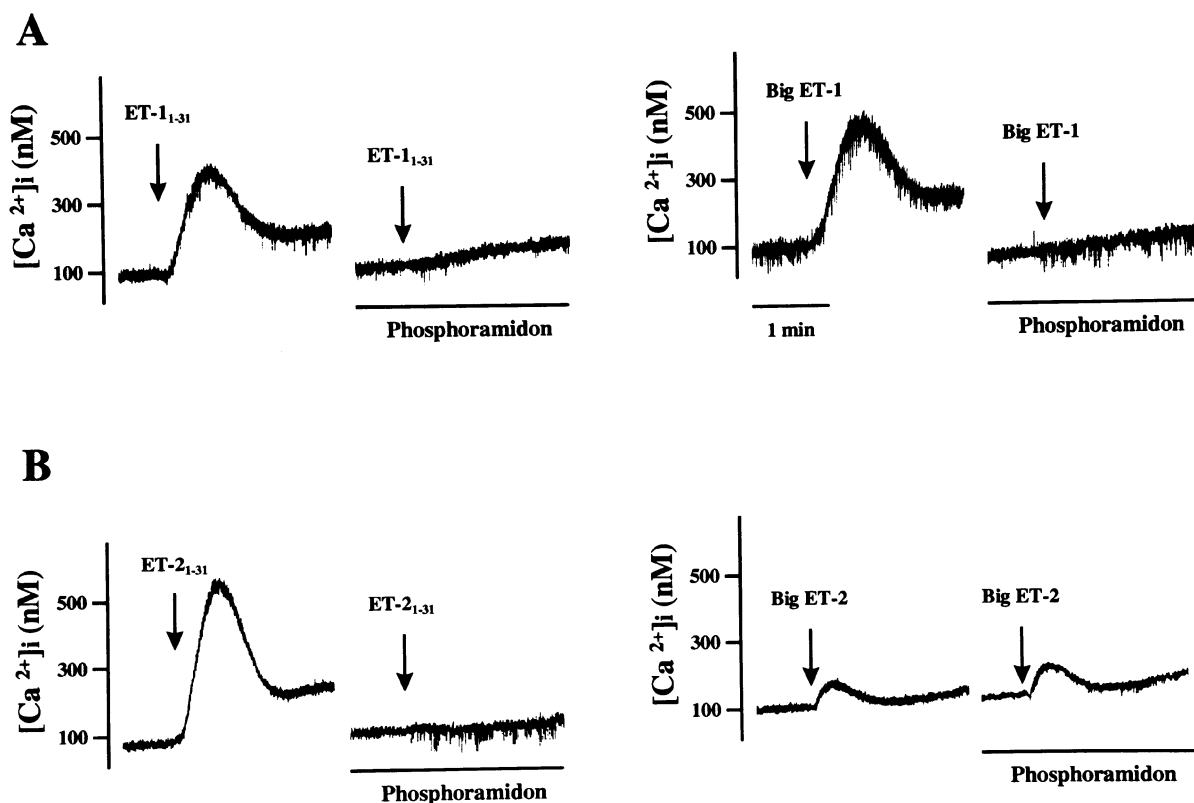 A
[Ca 2+]i (nM)
500
300
100
ET-11-31
ET-11-31
Phosphoramidon
[Ca 2+]i (nM)
500
300
100
Big ET-1
Big ET-1
1 min
Phosphoramidon
B
[Ca 2+]i (nM)
500
300
100
ET-21-31
ET-21-31
Phosphoramidon
[Ca 2+]i (nM)
500
300
100
Big ET-2
Big ET-2
Phosphoramidon